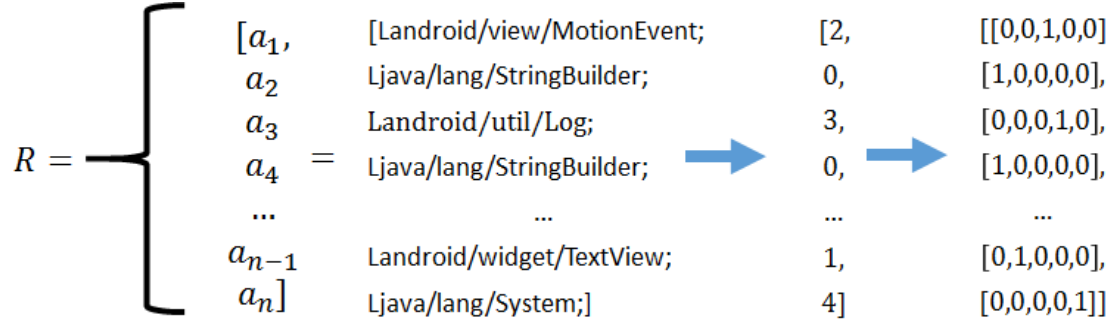 [a₁, [Landroid/view/MotionEvent; [2, [[0,0,1,0,0]
a₂ Ljava/lang/StringBuilder; 0, [1,0,0,0,0],
a₃ Landroid/util/Log; 3, [0,0,0,1,0],
R = = a₄ Ljava/lang/StringBuilder; 0, [1,0,0,0,0],
... ... ... ...
aₙ₋₁ Landroid/widget/TextView; 1, [0,1,0,0,0],
aₙ] Ljava/lang/System;] 4] [0,0,0,0,1]]